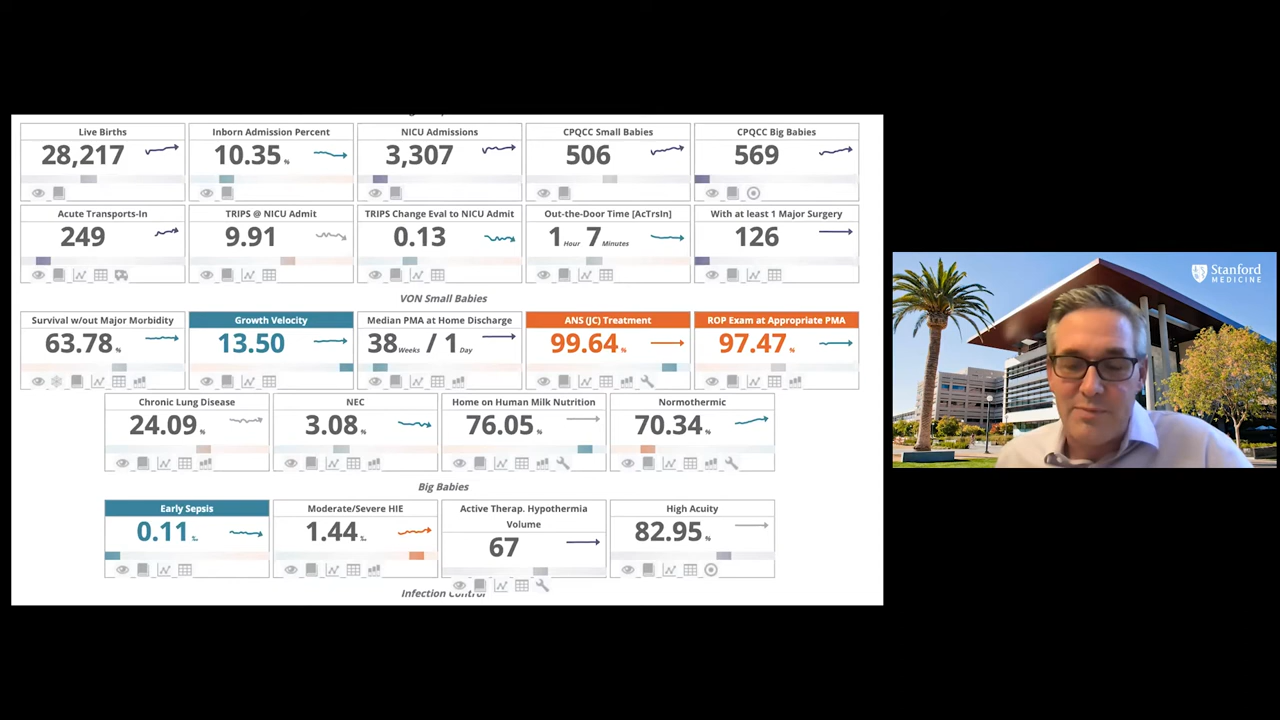 Live Births
Inborn Admission Percent
NICU Admissions
CPQCC Small Babies
CPQCC Big Babies
28,217
10.35 %
3,307
506
569
Acute Transports-In
TRIPS @ NICU Admit
TRIPS Change Eval to NICU Admit
Out-the-Door Time [AcTrsIn]
With at least 1 Major Surgery
249
9.91
0.13
1 Hour 7 Minutes
126
VON Small Babies
Survival w/out Major Morbidity
Growth Velocity
Median PMA at Home Discharge
ANS (JC) Treatment
ROP Exam at Appropriate PMA
63.78 %
13.50
38 Weeks / 1 Day
99.64 %
97.47 %
Chronic Lung Disease
NEC
Home on Human Milk Nutrition
Normothermic
24.09 %
3.08 %
76.05 %
70.34 %
Big Babies
Early Sepsis
Moderate/Severe HIE
Active Therap. Hypothermia
Volume
High Acuity
0.11 ‰
1.44 ‰
67
82.95 %
Infection Control
Stanford
MEDICINE